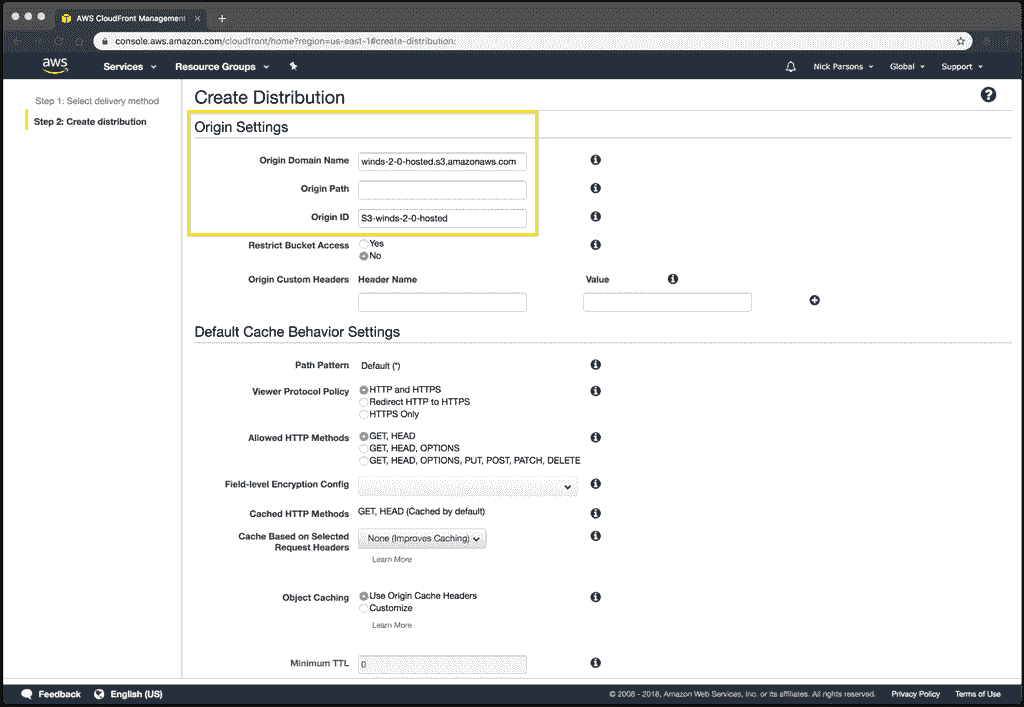 AWS CloudFront Management
console.aws.amazon.com/cloudfront/home?region=us-east-1#create-distribution:
aws Services Resource Groups Nick Parsons Global Support
Step 1: Select delivery method
Step 2: Create distribution
Create Distribution
Origin Settings
Origin Domain Name winds-2-0-hosted.s3.amazonaws.com
Origin Path
Origin ID S3-winds-2-0-hosted
Restrict Bucket Access Yes
No
Origin Custom Headers Header Name Value
Default Cache Behavior Settings
Path Pattern Default (*)
Viewer Protocol Policy HTTP and HTTPS
Redirect HTTP to HTTPS
HTTPS Only
Allowed HTTP Methods GET, HEAD
GET, HEAD, OPTIONS
GET, HEAD, OPTIONS, PUT, POST, PATCH, DELETE
Field-level Encryption Config
Cached HTTP Methods GET, HEAD (Cached by default)
Cache Based on Selected
Request Headers None (Improves Caching)
Learn More
Object Caching Use Origin Cache Headers
Customize
Learn More
Minimum TTL 0
Feedback English (US) © 2008 - 2018, Amazon Web Services, Inc. or its affiliates. All rights reserved. Privacy Policy Terms of Use